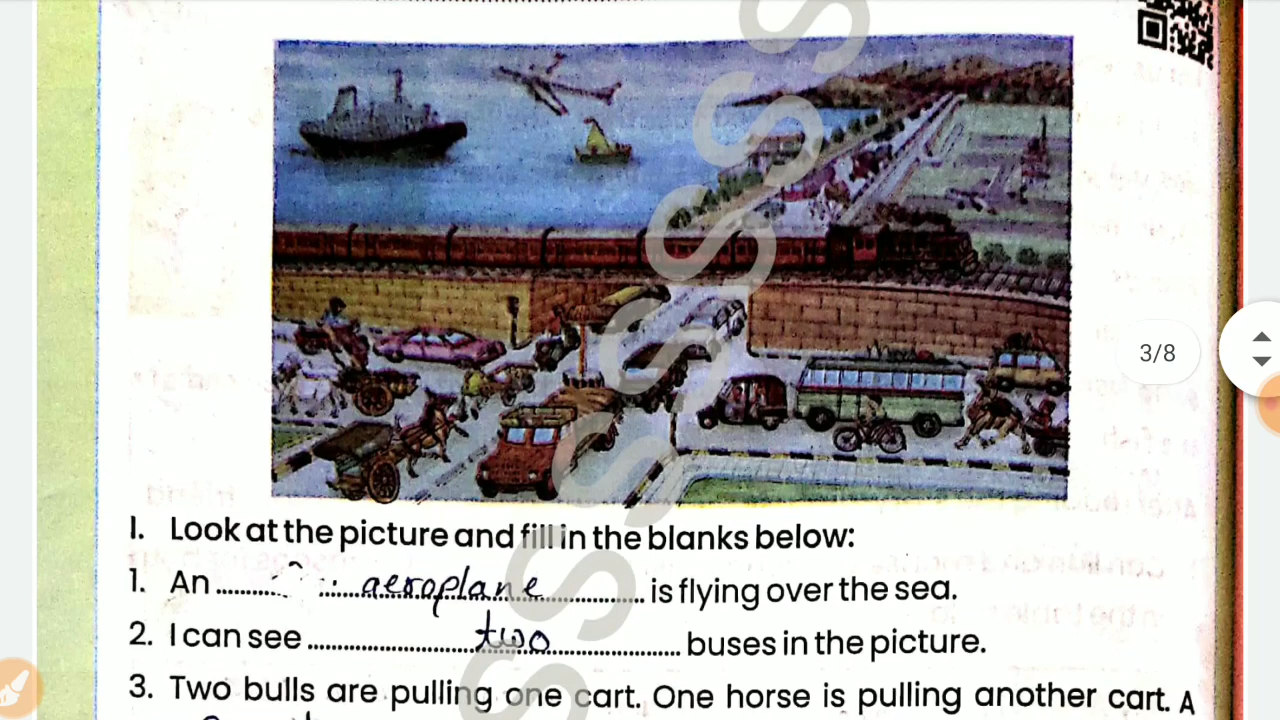 SSSSSS
3/8
I. Look at the picture and fill in the blanks below:
1. An ........ aeroplane ........ is flying over the sea.
2. I can see ........ two ........ buses in the picture.
3. Two bulls are pulling one cart. One horse is pulling another cart. A